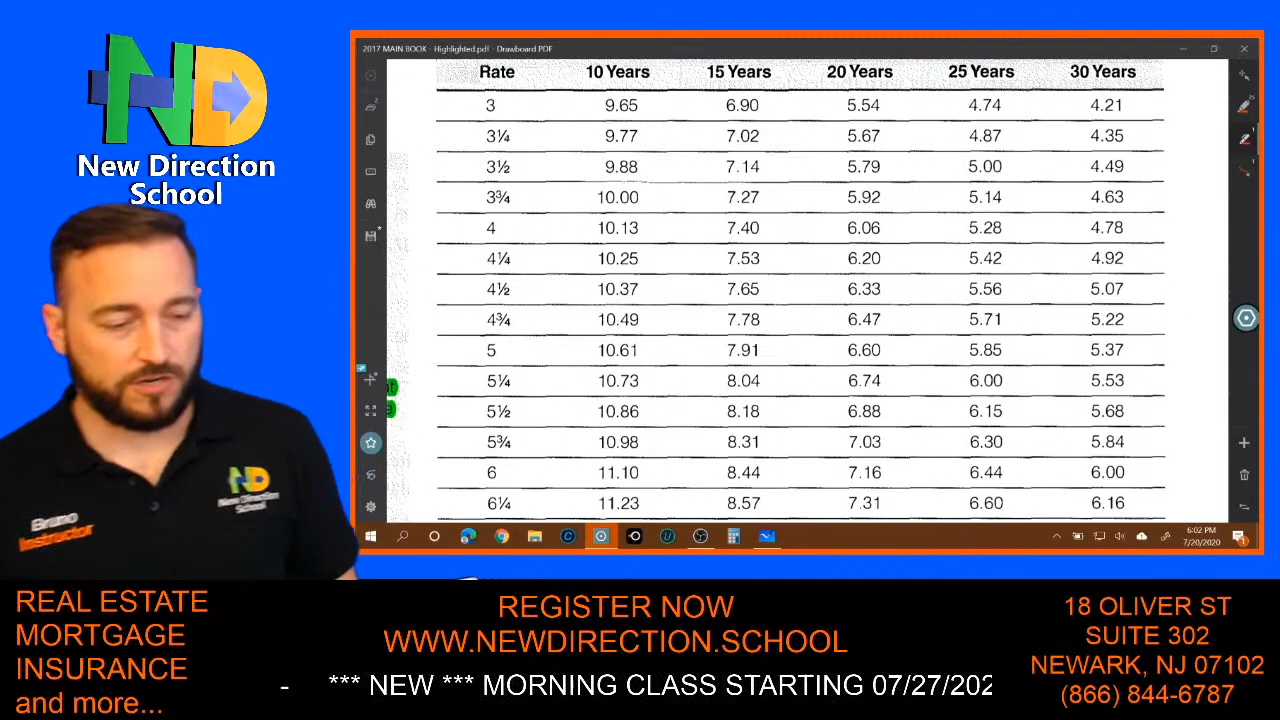 ND
New Direction
School
2017 MAIN BOOK - Highlighted.pdf - Drawboard PDF
Rate 10 Years 15 Years 20 Years 25 Years 30 Years
3 9.65 6.90 5.54 4.74 4.21
3¼ 9.77 7.02 5.67 4.87 4.35
3½ 9.88 7.14 5.79 5.00 4.49
3¾ 10.00 7.27 5.92 5.14 4.63
4 10.13 7.40 6.06 5.28 4.78
4¼ 10.25 7.53 6.20 5.42 4.92
4½ 10.37 7.65 6.33 5.56 5.07
4¾ 10.49 7.78 6.47 5.71 5.22
5 10.61 7.91 6.60 5.85 5.37
5¼ 10.73 8.04 6.74 6.00 5.53
5½ 10.86 8.18 6.88 6.15 5.68
5¾ 10.98 8.31 7.03 6.30 5.84
6 11.10 8.44 7.16 6.44 6.00
6¼ 11.23 8.57 7.31 6.60 6.16
6:02 PM
7/20/2020
Bruno
Instructor
ND
New Direction
School
REAL ESTATE
MORTGAGE
INSURANCE
and more...
REGISTER NOW
WWW.NEWDIRECTION.SCHOOL
- *** NEW *** MORNING CLASS STARTING 07/27/202
18 OLIVER ST
SUITE 302
NEWARK, NJ 07102
(866) 844-6787